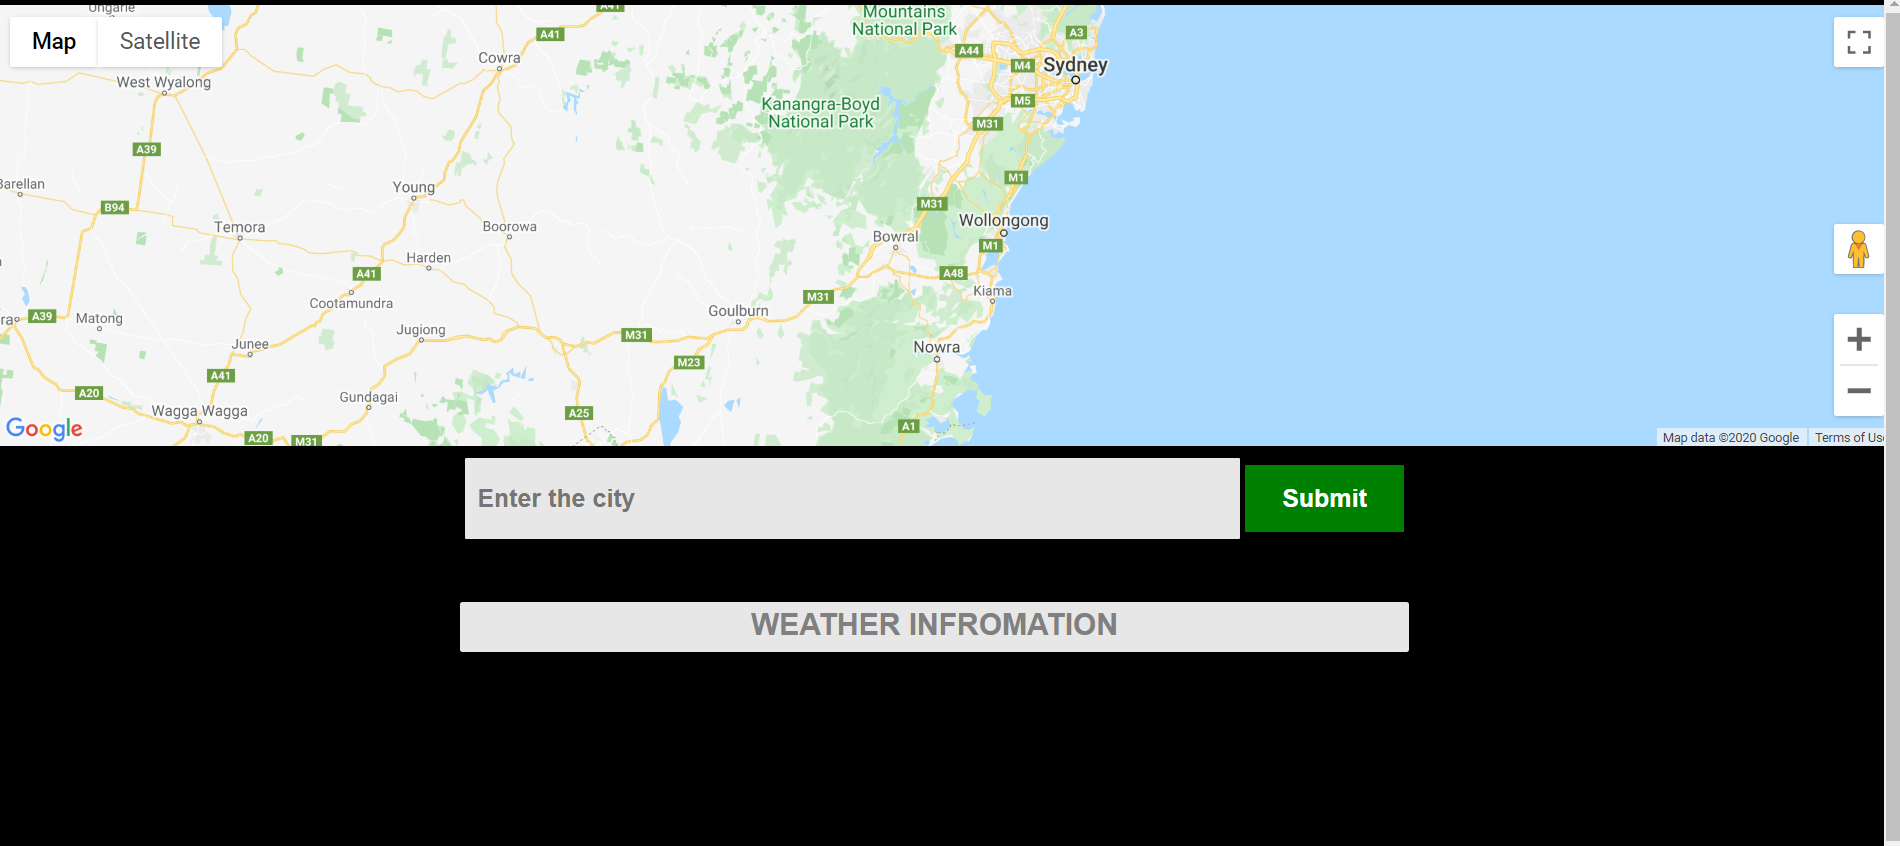 Ungarie
A41
Mountains
National Park
Map
Satellite
A41
A3
A44
Cowra
M4
Sydney
West Wyalong
M5
Kanangra-Boyd
National Park
M31
A39
M1
Barellan
Young
B94
M31
Temora
Boorowa
Wollongong
Bowral
M1
Harden
A41
A48
Cootamundra
Kiama
M31
Goulburn
A39
Matong
Jugiong
M31
Junee
Nowra
M23
A41
A20
Gundagai
Wagga Wagga
A25
Google
A1
A20
M31
Map data ©2020 Google
Terms of Use
Enter the city
Submit
WEATHER INFROMATION